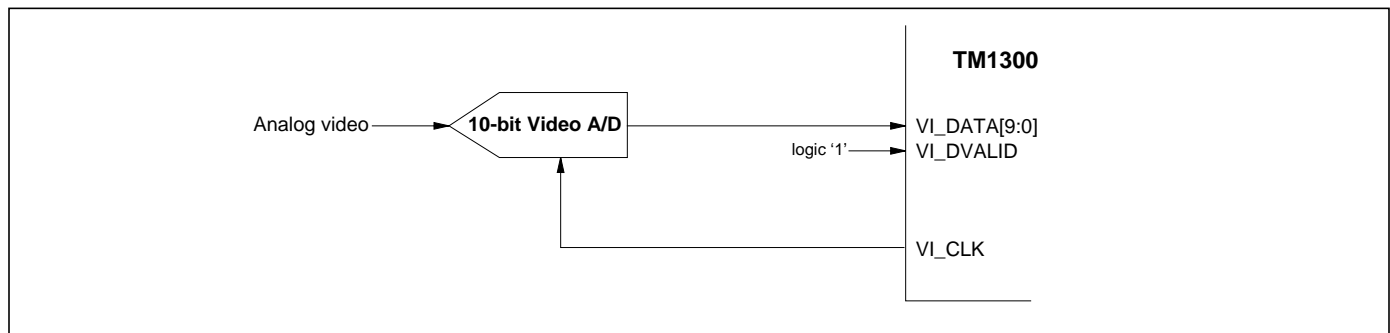 TM1300
Analog video
10-bit Video A/D
VI_DATA[9:0]
logic ‘1’
VI_DVALID
VI_CLK